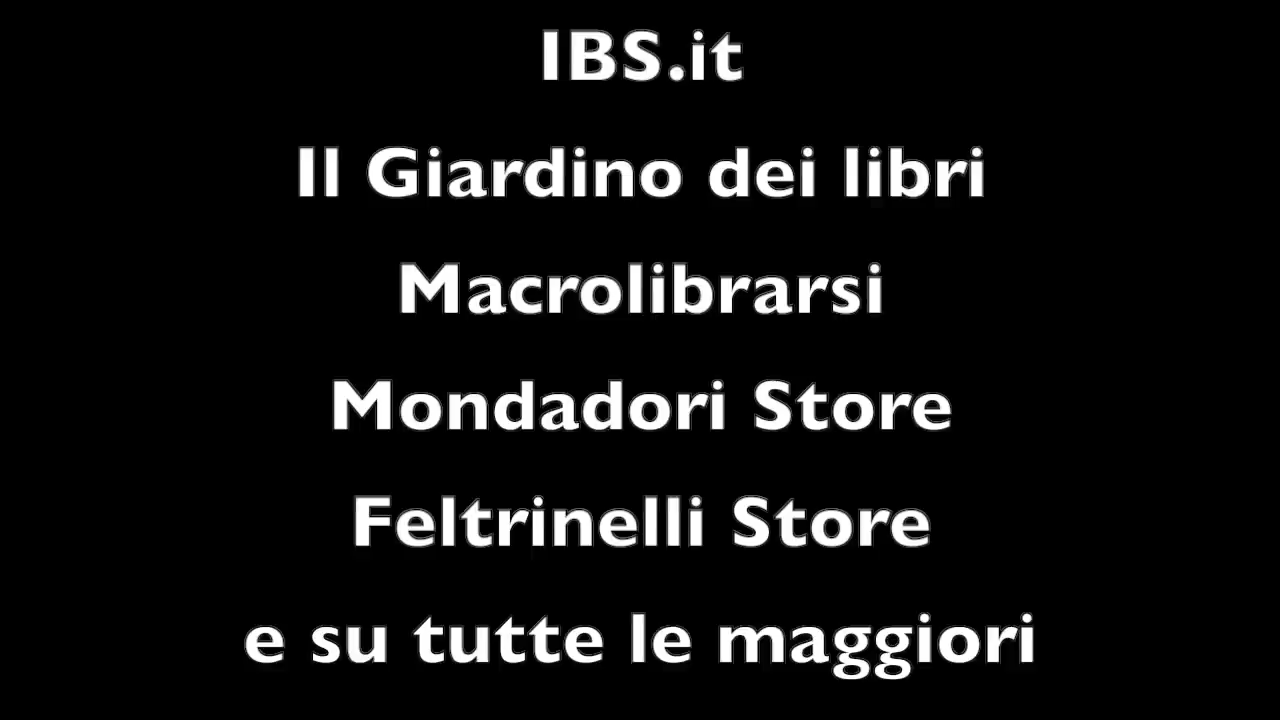 IBS.it
Il Giardino dei libri
Macrolibrarsi
Mondadori Store
Feltrinelli Store
e su tutte le maggiori